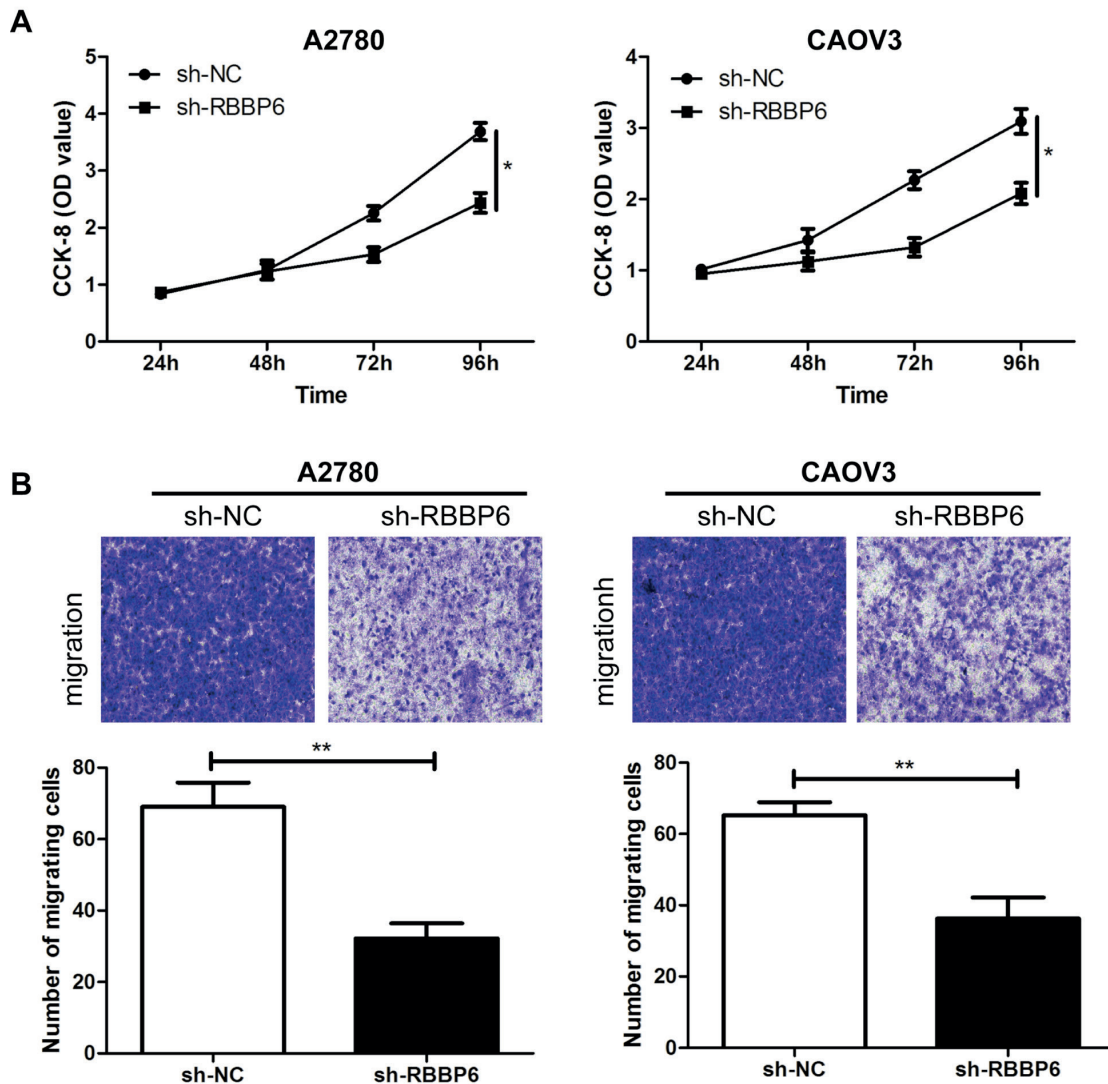 A
A2780
CAOV3
sh-NC
sh-RBBP6
CCK-8 (OD value)
5
4
3
2
1
0
24h
48h
72h
96h
Time
*
sh-NC
sh-RBBP6
CCK-8 (OD value)
4
3
2
1
0
24h
48h
72h
96h
Time
*
B
A2780
sh-NC
sh-RBBP6
migration
CAOV3
sh-NC
sh-RBBP6
migrationh
Number of migrating cells
80
60
40
20
0
**
sh-NC
sh-RBBP6
Number of migrating cells
80
60
40
20
0
**
sh-NC
sh-RBBP6